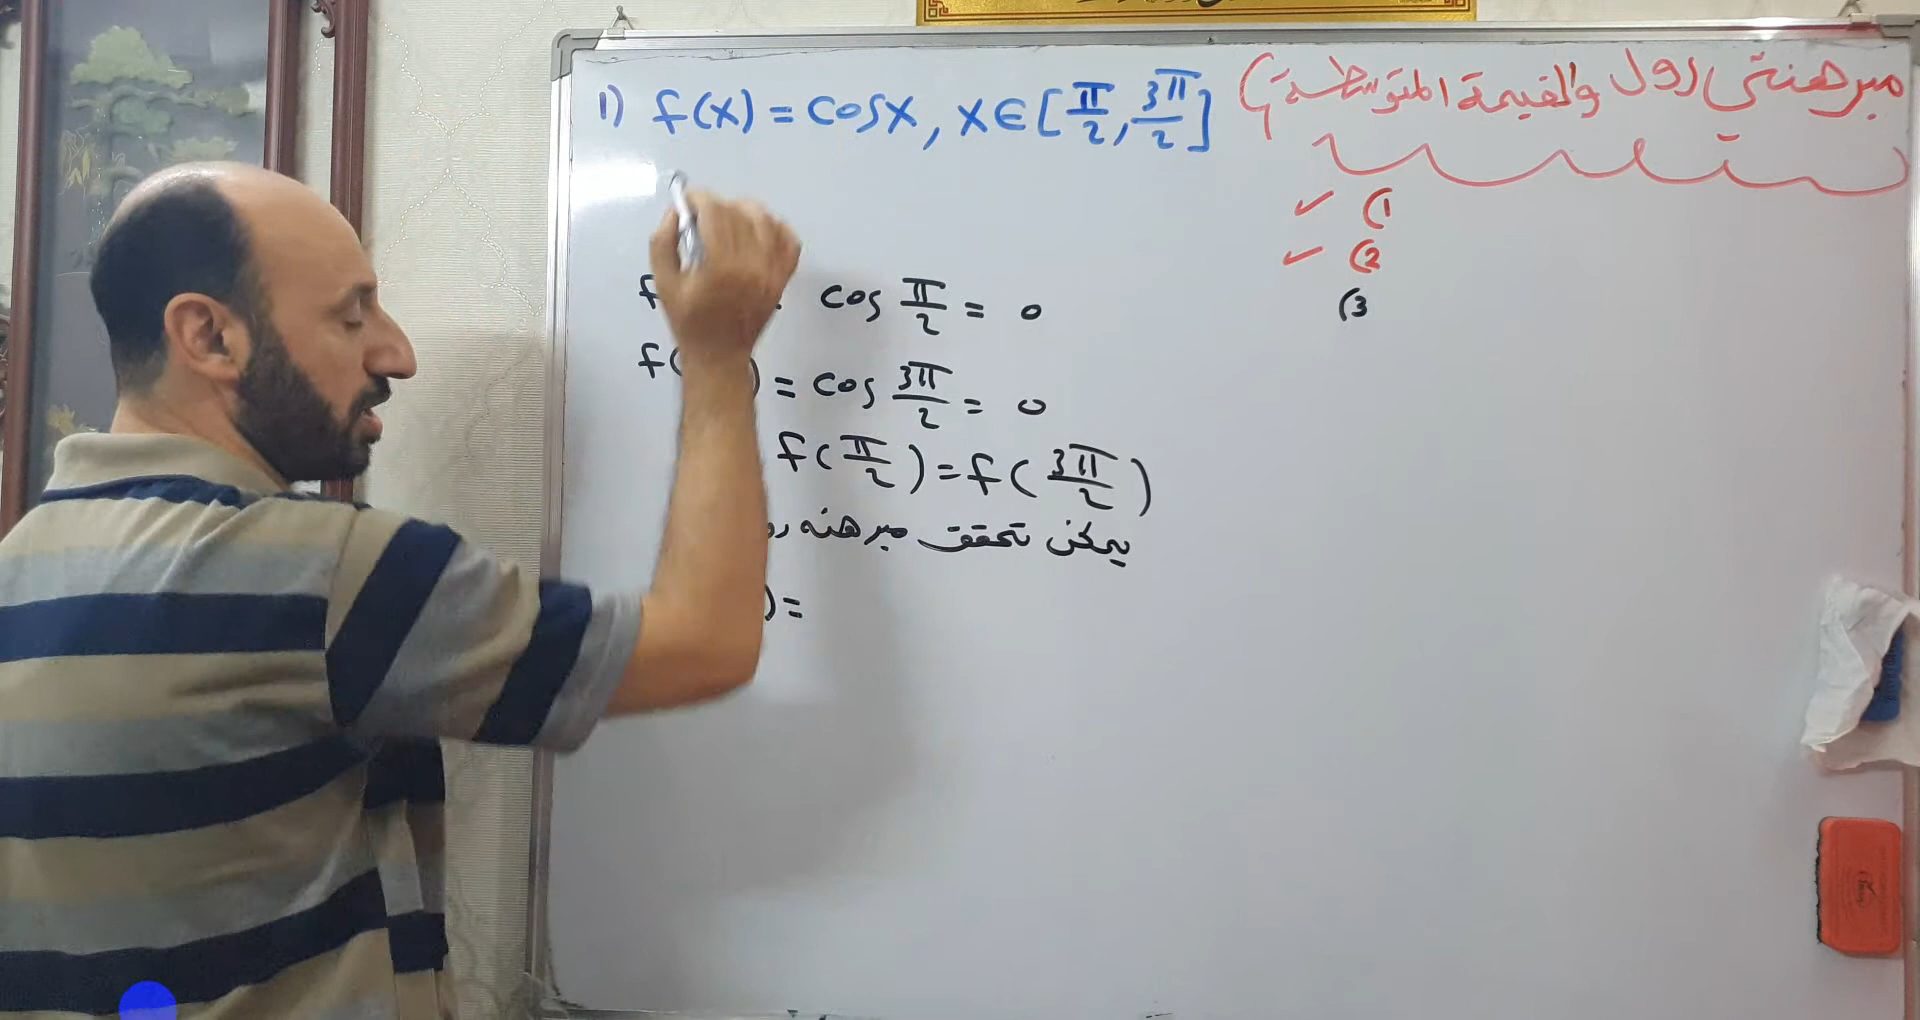 مبرهنتي رول والقيمة المتوسطة)
1) f(x) = cosx, x∈[π/2, 3π/2]
(1 ✓
(2 ✓
(3
f cos π/2 = 0
f( ) = cos 3π/2 = 0
f(π/2) = f(3π/2)
يمكن تحقق مبرهنه
)=